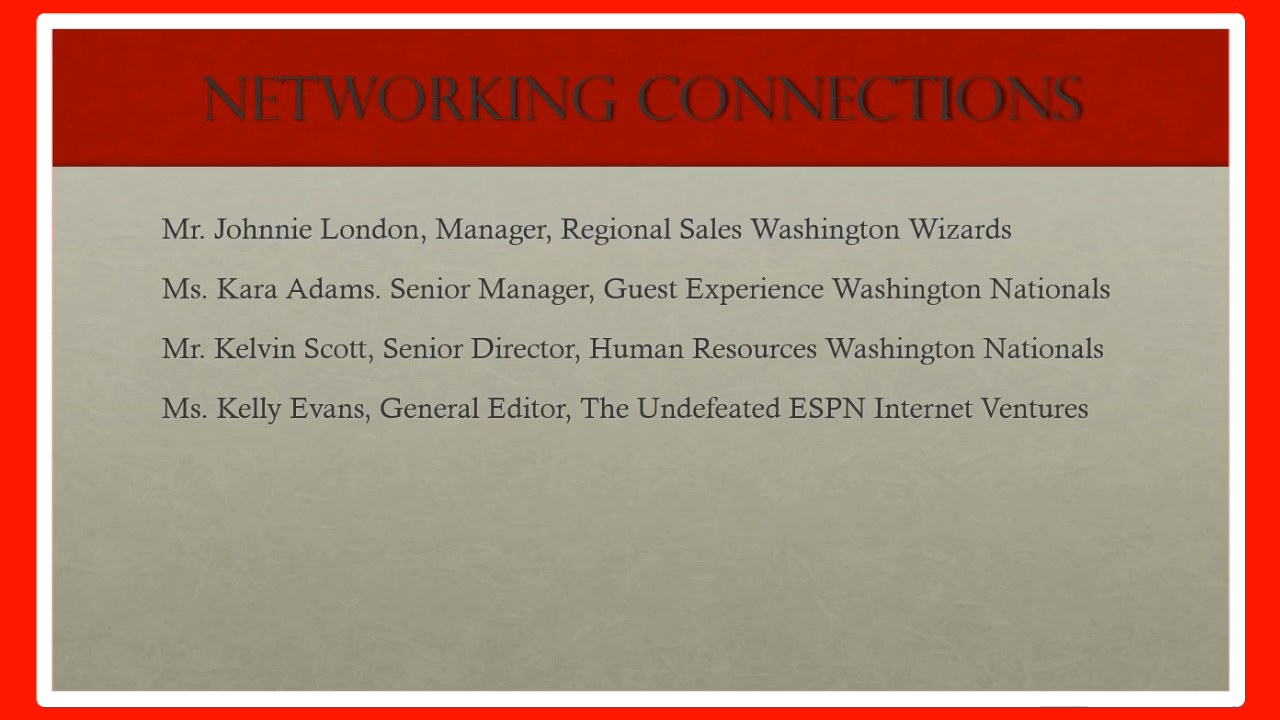 NETWORKING CONNECTIONS
Mr. Johnnie London, Manager, Regional Sales Washington Wizards
Ms. Kara Adams. Senior Manager, Guest Experience Washington Nationals
Mr. Kelvin Scott, Senior Director, Human Resources Washington Nationals
Ms. Kelly Evans, General Editor, The Undefeated ESPN Internet Ventures